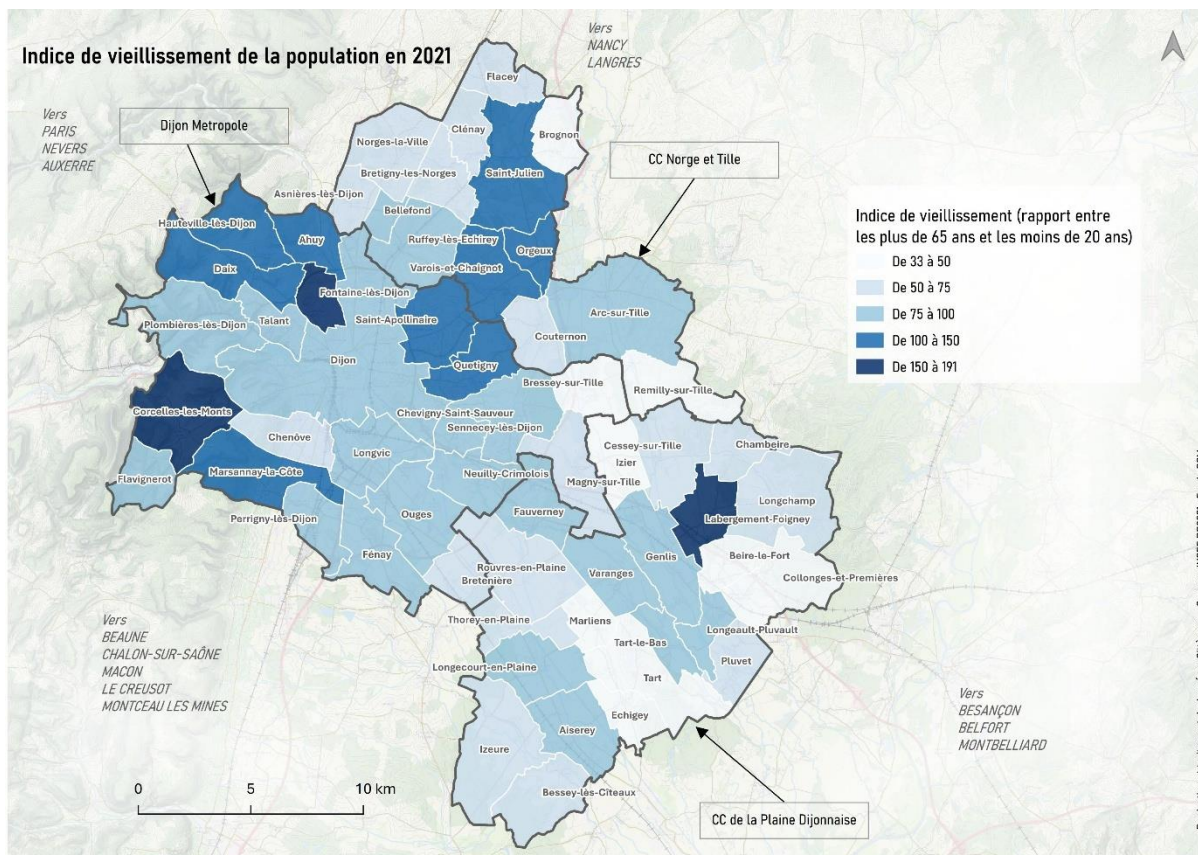 Indice de vieillissement de la population en 2021
Vers
NANCY
LANGRES
Vers
PARIS
NEVERS
AUXERRE
Dijon Metropole
CC Norge et Tille
Flacey
Clénay
Brognon
Norges-la-Ville
Saint-Julien
Bretigny-les-Norges
Asnières-lès-Dijon
Bellefond
Hauteville-lès-Dijon
Ahuy
Ruffey-lès-Echirey
Orgeux
Daix
Varois-et-Chaignot
Fontaine-lès-Dijon
Plombières-lès-Dijon
Talant
Saint-Apollinaire
Arc-sur-Tille
Couternon
Dijon
Quetigny
Bressey-sur-Tille
Remilly-sur-Tille
Corcelles-les-Monts
Chevigny-Saint-Sauveur
Sennecey-lès-Dijon
Chenôve
Cessey-sur-Tille
Chambeire
Longvic
Izier
Marsannay-la-Côte
Flavignerot
Neuilly-Crimolois
Magny-sur-Tille
Longchamp
Labergement-Foigney
Perrigny-lès-Dijon
Ouges
Fauverney
Fénay
Genlis
Beire-le-Fort
Rouvres-en-Plaine
Varanges
Collonges-et-Premières
Bretenière
Thorey-en-Plaine
Marliens
Longeault-Pluvault
Tart-le-Bas
Pluvet
Longecourt-en-Plaine
Tart
Echigey
Aiserey
Izeure
Bessey-lès-Cîteaux
Indice de vieillissement (rapport entre
les plus de 65 ans et les moins de 20 ans)
De 33 à 50
De 50 à 75
De 75 à 100
De 100 à 150
De 150 à 191
Vers
BEAUNE
CHALON-SUR-SAÔNE
MACON
LE CREUSOT
MONTCEAU LES MINES
Vers
BESANÇON
BELFORT
MONTBELLIARD
0 5 10 km
CC de la Plaine Dijonnaise